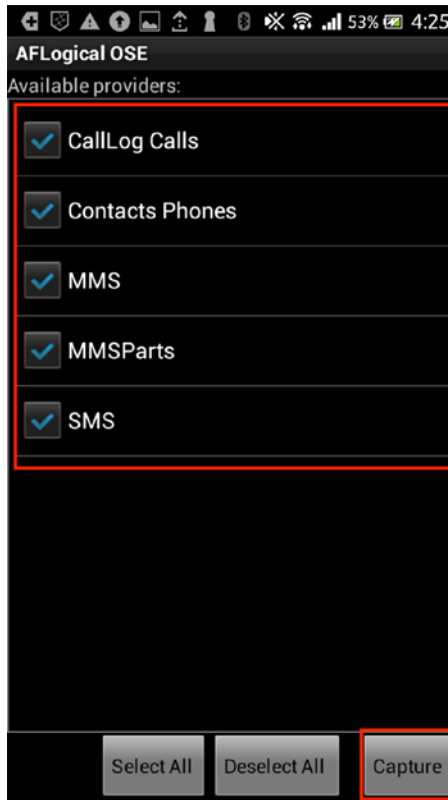 53% 4:25
AFLogical OSE
Available providers:
CallLog Calls
Contacts Phones
MMS
MMSParts
SMS
Select All Deselect All Capture